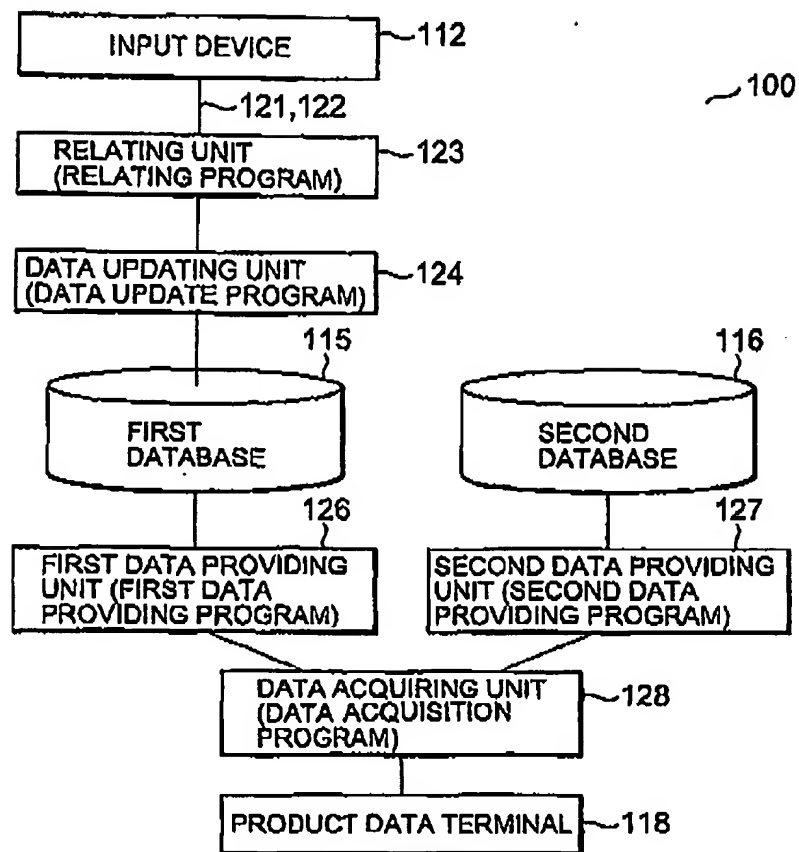 INPUT DEVICE
112
100
121,122
RELATING UNIT
(RELATING PROGRAM)
123
DATA UPDATING UNIT
(DATA UPDATE PROGRAM)
124
115
116
FIRST
DATABASE
SECOND
DATABASE
126
127
FIRST DATA PROVIDING
UNIT (FIRST DATA
PROVIDING PROGRAM)
SECOND DATA PROVIDING
UNIT (SECOND DATA
PROVIDING PROGRAM)
DATA ACQUIRING UNIT
(DATA ACQUISITION
PROGRAM)
128
PRODUCT DATA TERMINAL
118